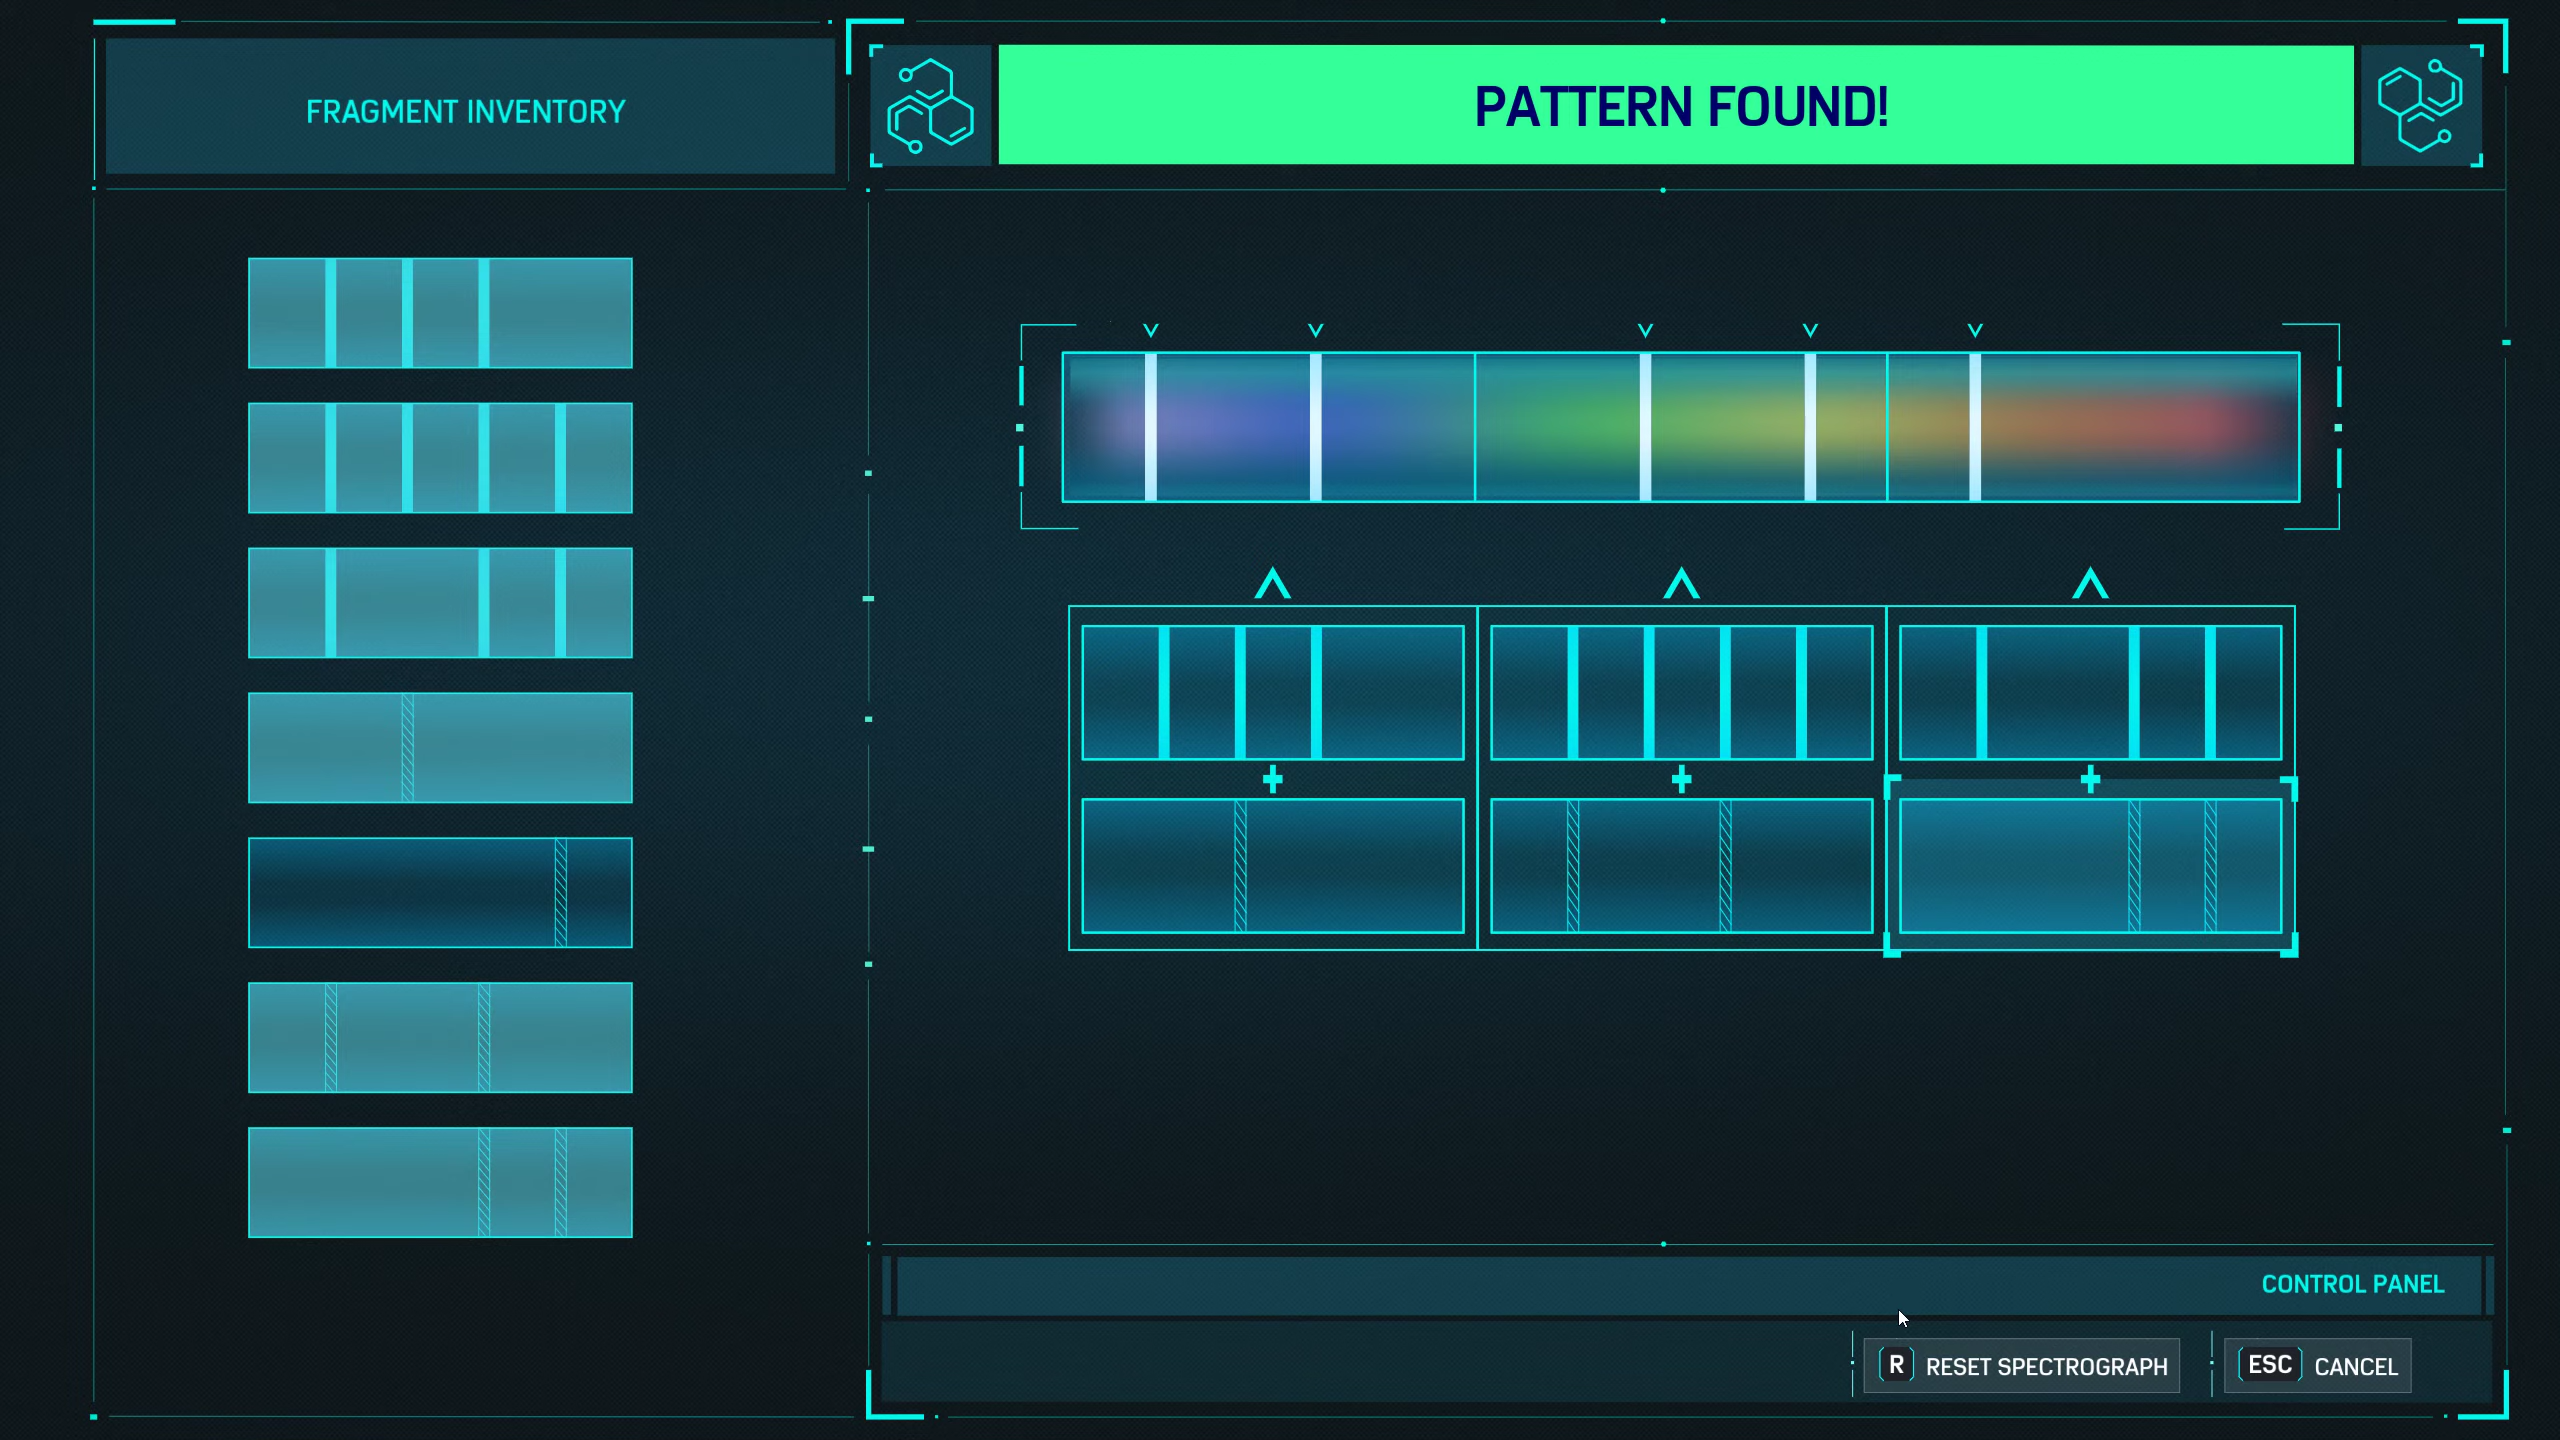 FRAGMENT INVENTORY
PATTERN FOUND!
CONTROL PANEL
R RESET SPECTROGRAPH
ESC CANCEL